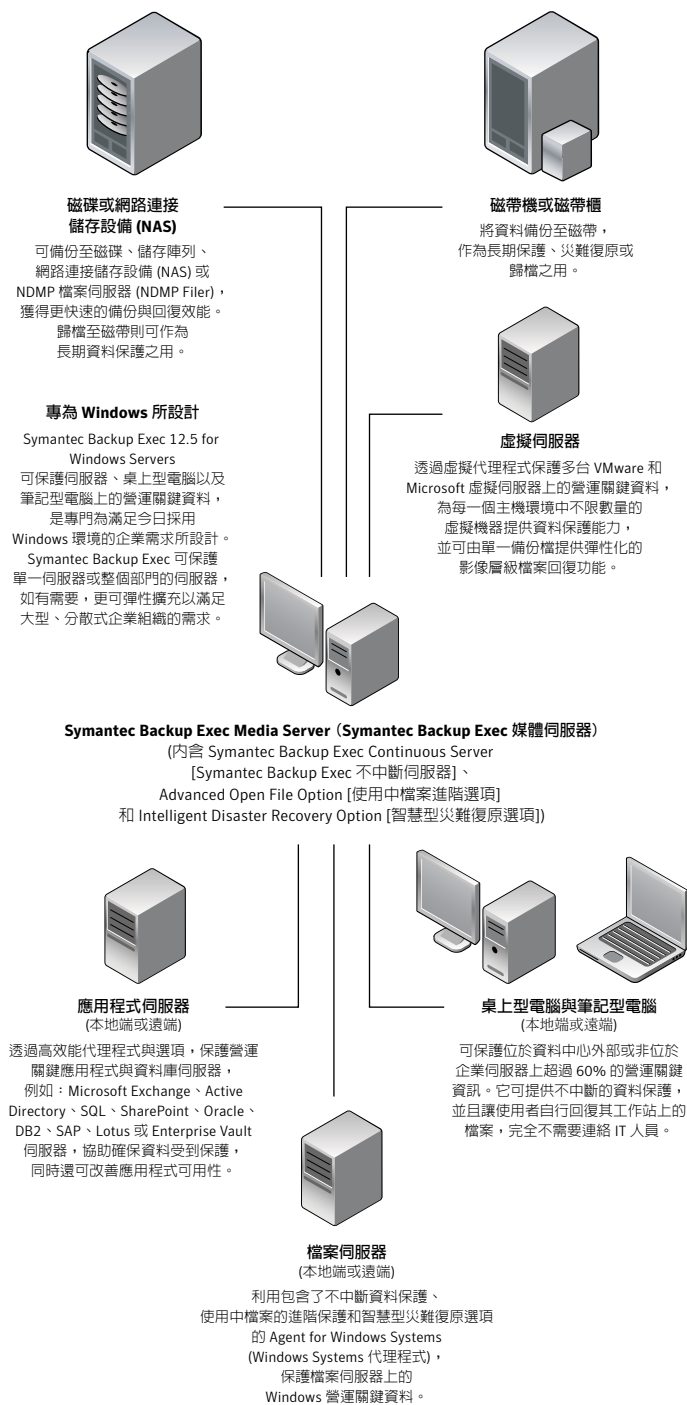 磁碟或網路連接
儲存設備 (NAS)
可備份至磁碟、儲存陣列、
網路連接儲存設備 (NAS) 或
NDMP 檔案伺服器 (NDMP Filer)，
獲得更快速的備份與回復效能。
歸檔至磁帶則可作為
長期資料保護之用。
磁帶機或磁帶櫃
將資料備份至磁帶，
作為長期保護、災難復原或
歸檔之用。
專為 Windows 所設計
Symantec Backup Exec 12.5 for
Windows Servers
可保護伺服器、桌上型電腦以及
筆記型電腦上的營運關鍵資料，
是專門為滿足今日採用
Windows 環境的企業需求所設計。
Symantec Backup Exec 可保護
單一伺服器或整個部門的伺服器，
如有需要，更可彈性擴充以滿足
大型、分散式企業組織的需求。
虛擬伺服器
透過虛擬代理程式保護多台 VMware 和
Microsoft 虛擬伺服器上的營運關鍵資料，
為每一個主機環境中不限數量的
虛擬機器提供資料保護能力，
並可由單一備份檔提供彈性化的
影像層級檔案回復功能。
Symantec Backup Exec Media Server（Symantec Backup Exec 媒體伺服器）
(內含 Symantec Backup Exec Continuous Server
[Symantec Backup Exec 不中斷伺服器]、
Advanced Open File Option [使用中檔案進階選項]
和 Intelligent Disaster Recovery Option [智慧型災難復原選項])
應用程式伺服器
(本地端或遠端)
透過高效能代理程式與選項，保護營運
關鍵應用程式與資料庫伺服器，
例如：Microsoft Exchange、Active
Directory、SQL、SharePoint、Oracle、
DB2、SAP、Lotus 或 Enterprise Vault
伺服器，協助確保資料受到保護，
同時還可改善應用程式可用性。
桌上型電腦與筆記型電腦
(本地端或遠端)
可保護位於資料中心外部或非位於
企業伺服器上超過 60% 的營運關鍵
資訊。它可提供不中斷的資料保護，
並且讓使用者自行回復其工作站上的
檔案，完全不需要連絡 IT 人員。
檔案伺服器
(本地端或遠端)
利用包含了不中斷資料保護、
使用中檔案的進階保護和智慧型災難復原選項
的 Agent for Windows Systems
(Windows Systems 代理程式)，
保護檔案伺服器上的
Windows 營運關鍵資料。